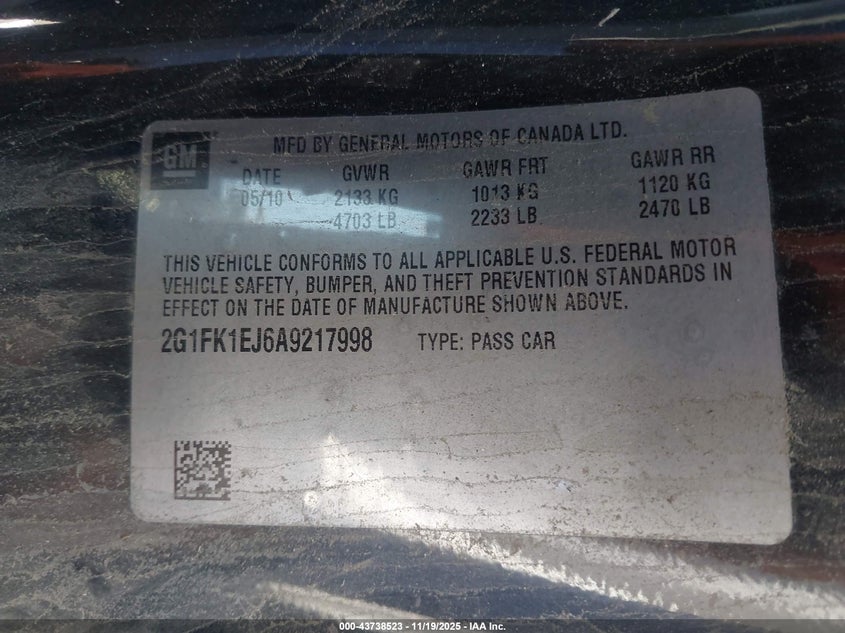 GM
MFD BY GENERAL MOTORS OF CANADA LTD.
DATE GVWR GAWR FRT GAWR RR
05/10 2133 KG 1013 KG 1120 KG
4703 LB 2233 LB 2470 LB
THIS VEHICLE CONFORMS TO ALL APPLICABLE U.S. FEDERAL MOTOR
VEHICLE SAFETY, BUMPER, AND THEFT PREVENTION STANDARDS IN
EFFECT ON THE DATE OF MANUFACTURE SHOWN ABOVE.
2G1FK1EJ6A9217998 TYPE: PASS CAR
000-43738523 - 11/19/2025 - IAA Inc.